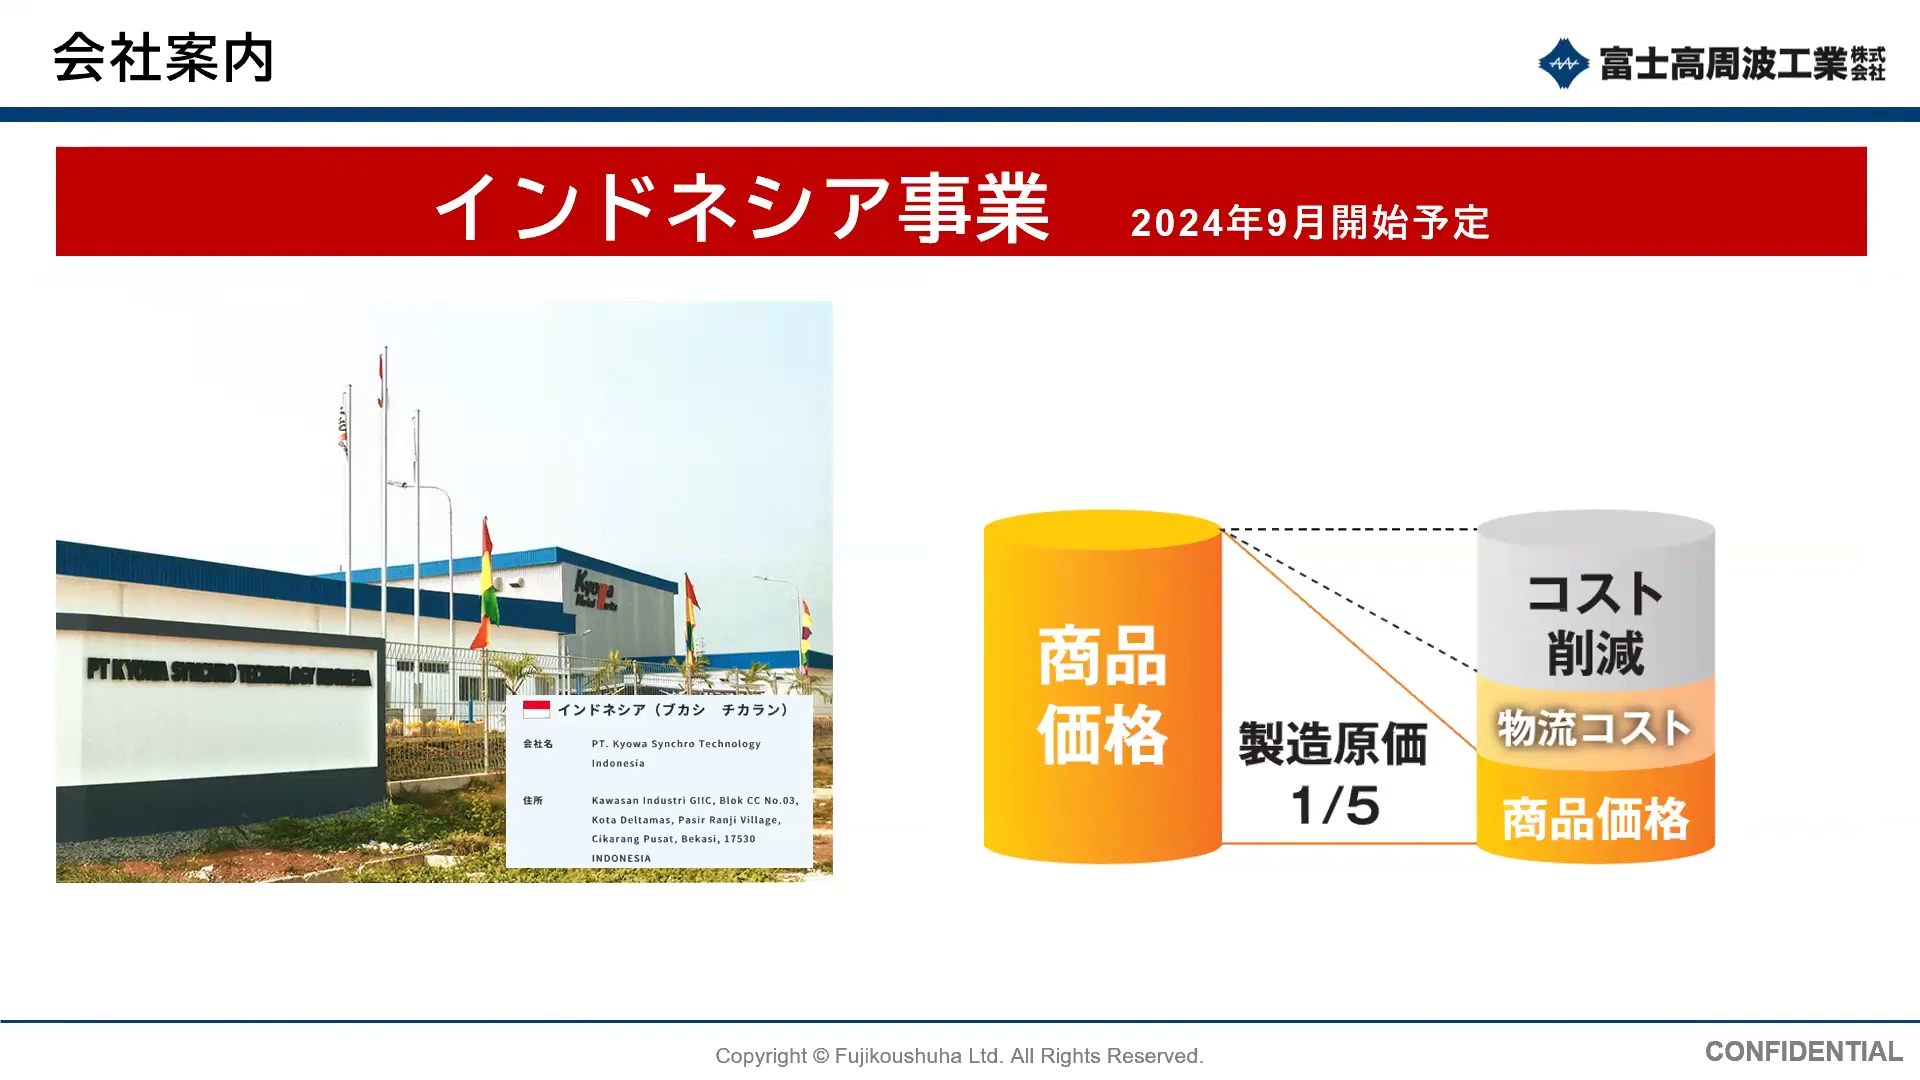 会社案内
富士高周波工業株式会社
インドネシア事業 2024年9月開始予定
Kyowa
PT KYOWA SYNCHRO TECHNOLOGY INDONESIA
インドネシア（ブカシ　チカラン）
会社名 PT. Kyowa Synchro Technology
Indonesia
住所 Kawasan Industri GIIC, Blok CC No.03,
Kota Deltamas, Pasir Ranji Village,
Cikarang Pusat, Bekasi, 17530
INDONESIA
商品
価格
製造原価
1/5
コスト
削減
物流コスト
商品価格
Copyright © Fujikoushuha Ltd. All Rights Reserved.
CONFIDENTIAL